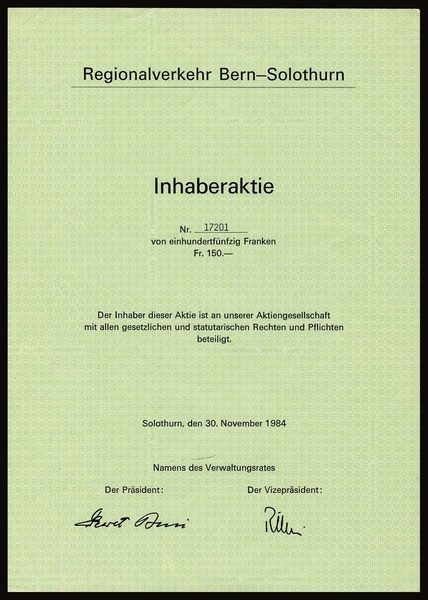 Regionalverkehr Bern–Solothurn
Inhaberaktie
Nr. 17201
von einhundertfünfzig Franken
Fr. 150.—
Der Inhaber dieser Aktie ist an unserer Aktiengesellschaft
mit allen gesetzlichen und statutarischen Rechten und Pflichten
beteiligt.
Solothurn, den 30. November 1984
Namens des Verwaltungsrates
Der Präsident: Der Vizepräsident: